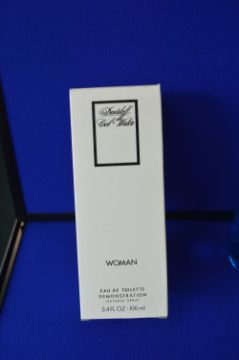 Davidoff
Cool Water
WOMAN
EAU DE TOILETTE
DEMONSTRATION
NATURAL SPRAY
3.4 FL.OZ - 100 ml